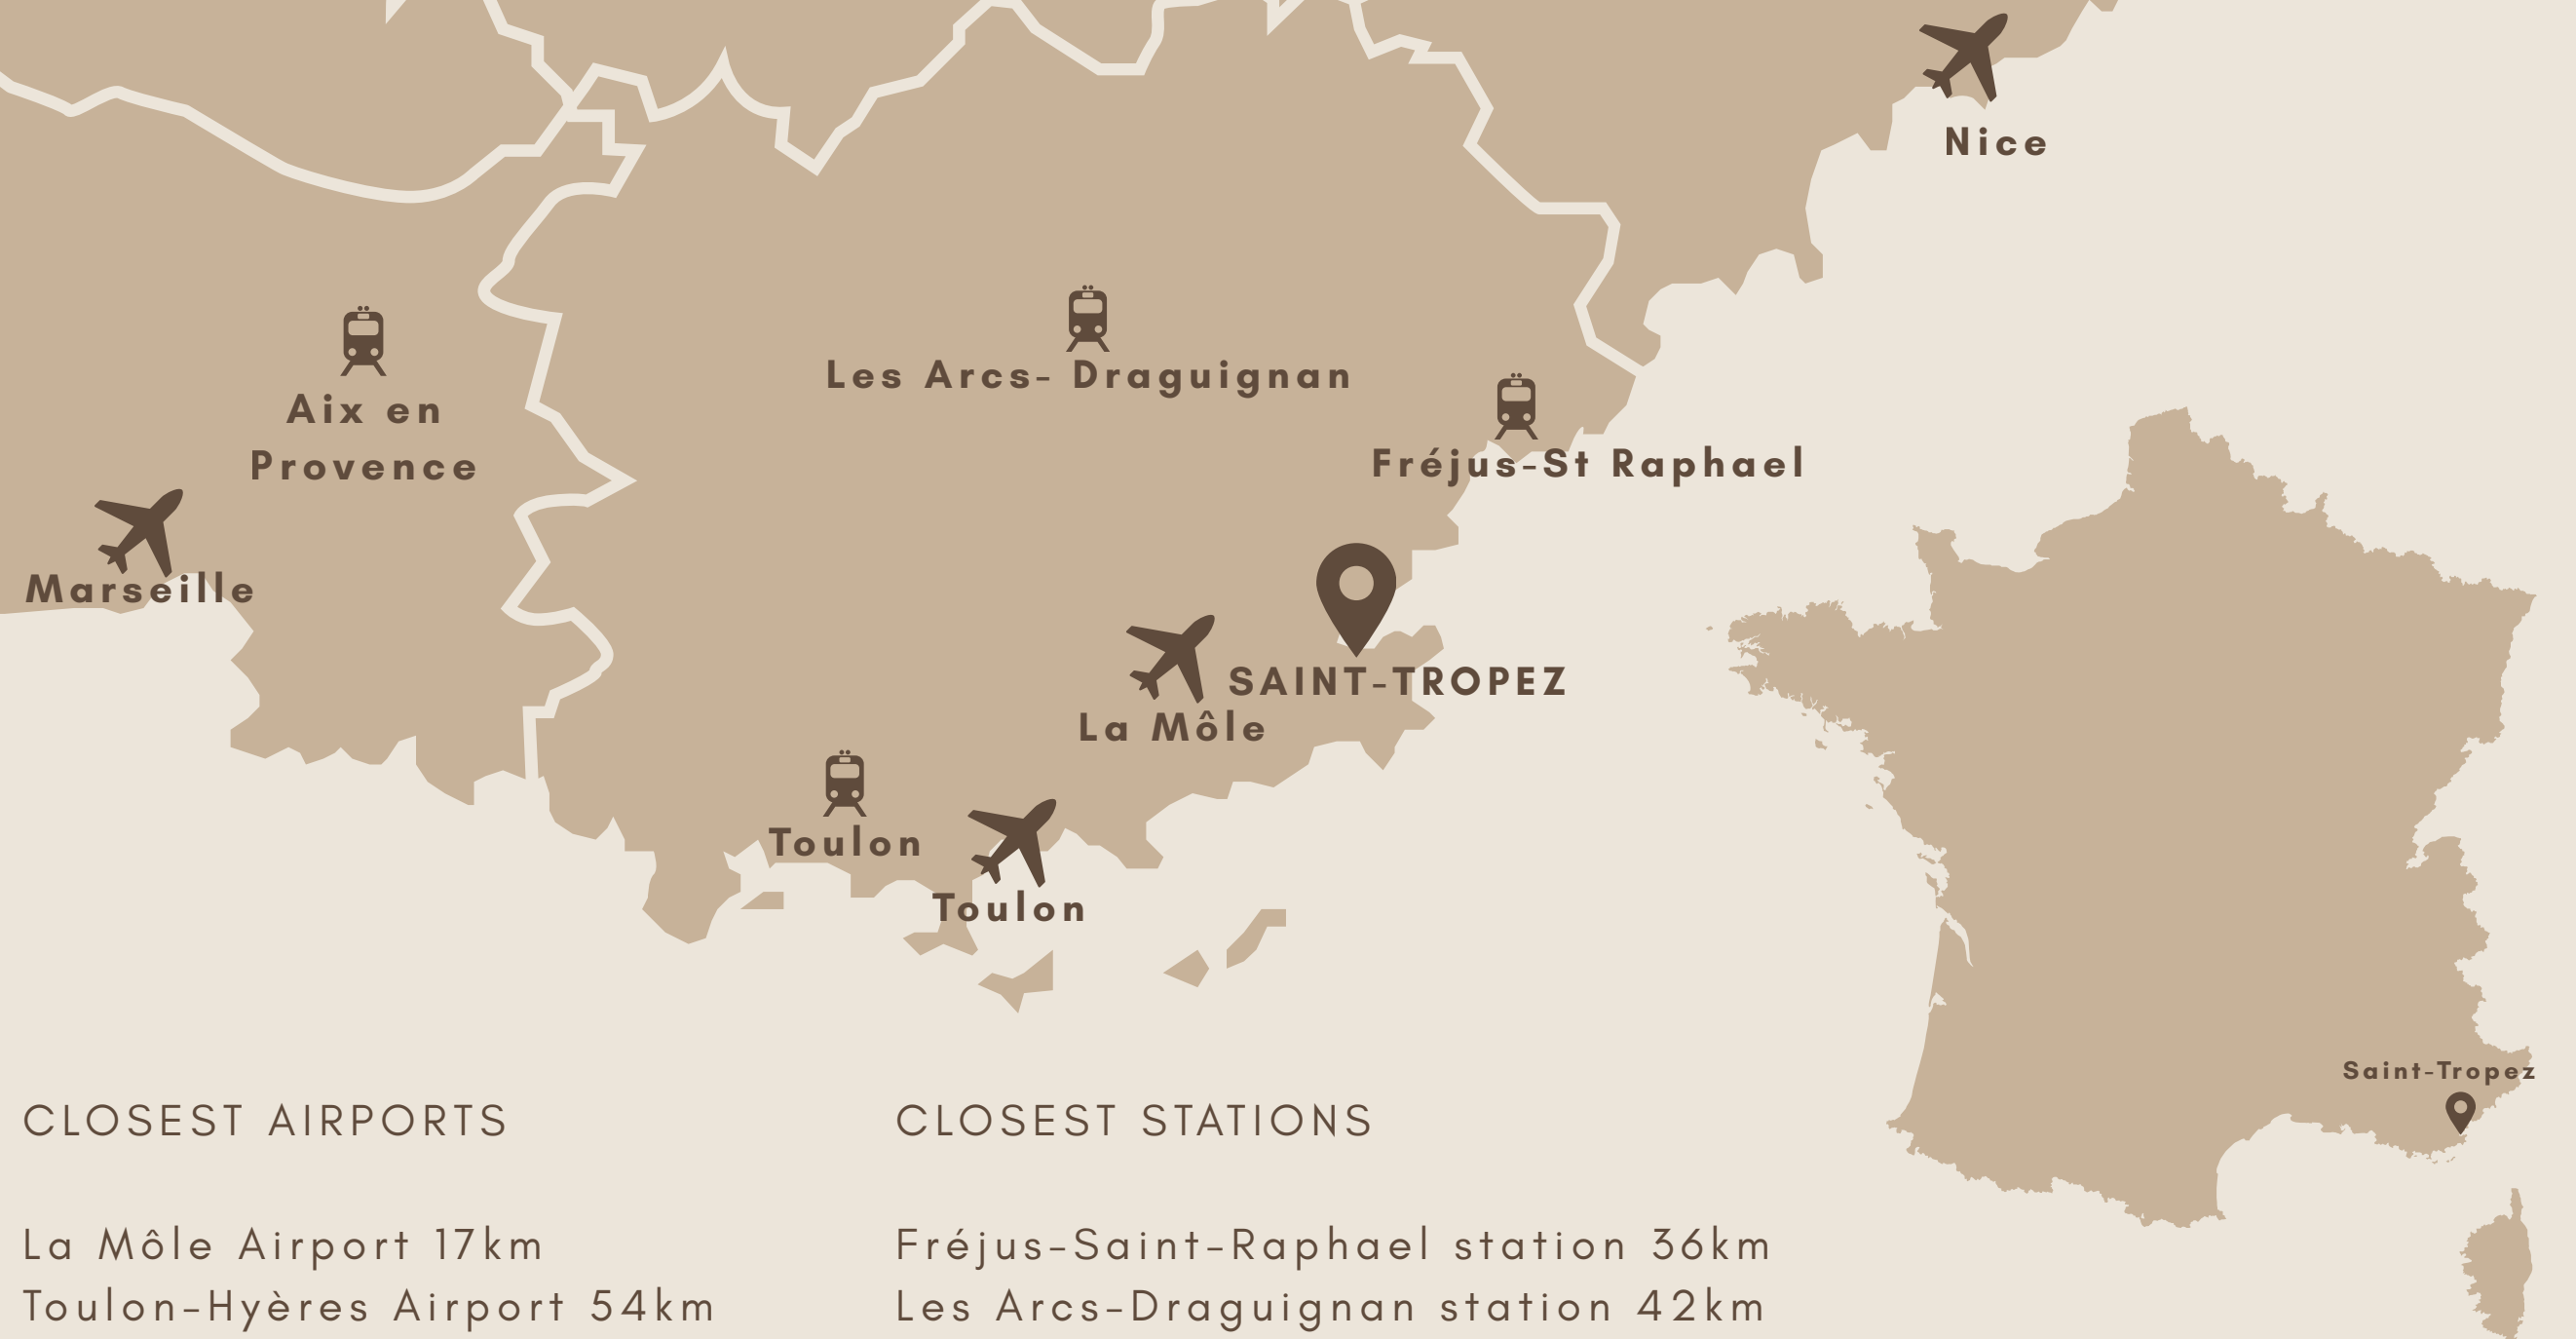 Nice
Les Arcs- Draguignan
Aix en
Provence
Fréjus-St Raphael
Marseille
SAINT-TROPEZ
La Môle
Toulon
Toulon
Saint-Tropez
CLOSEST AIRPORTS
La Môle Airport 17km
Toulon-Hyères Airport 54km
CLOSEST STATIONS
Fréjus-Saint-Raphael station 36km
Les Arcs-Draguignan station 42km